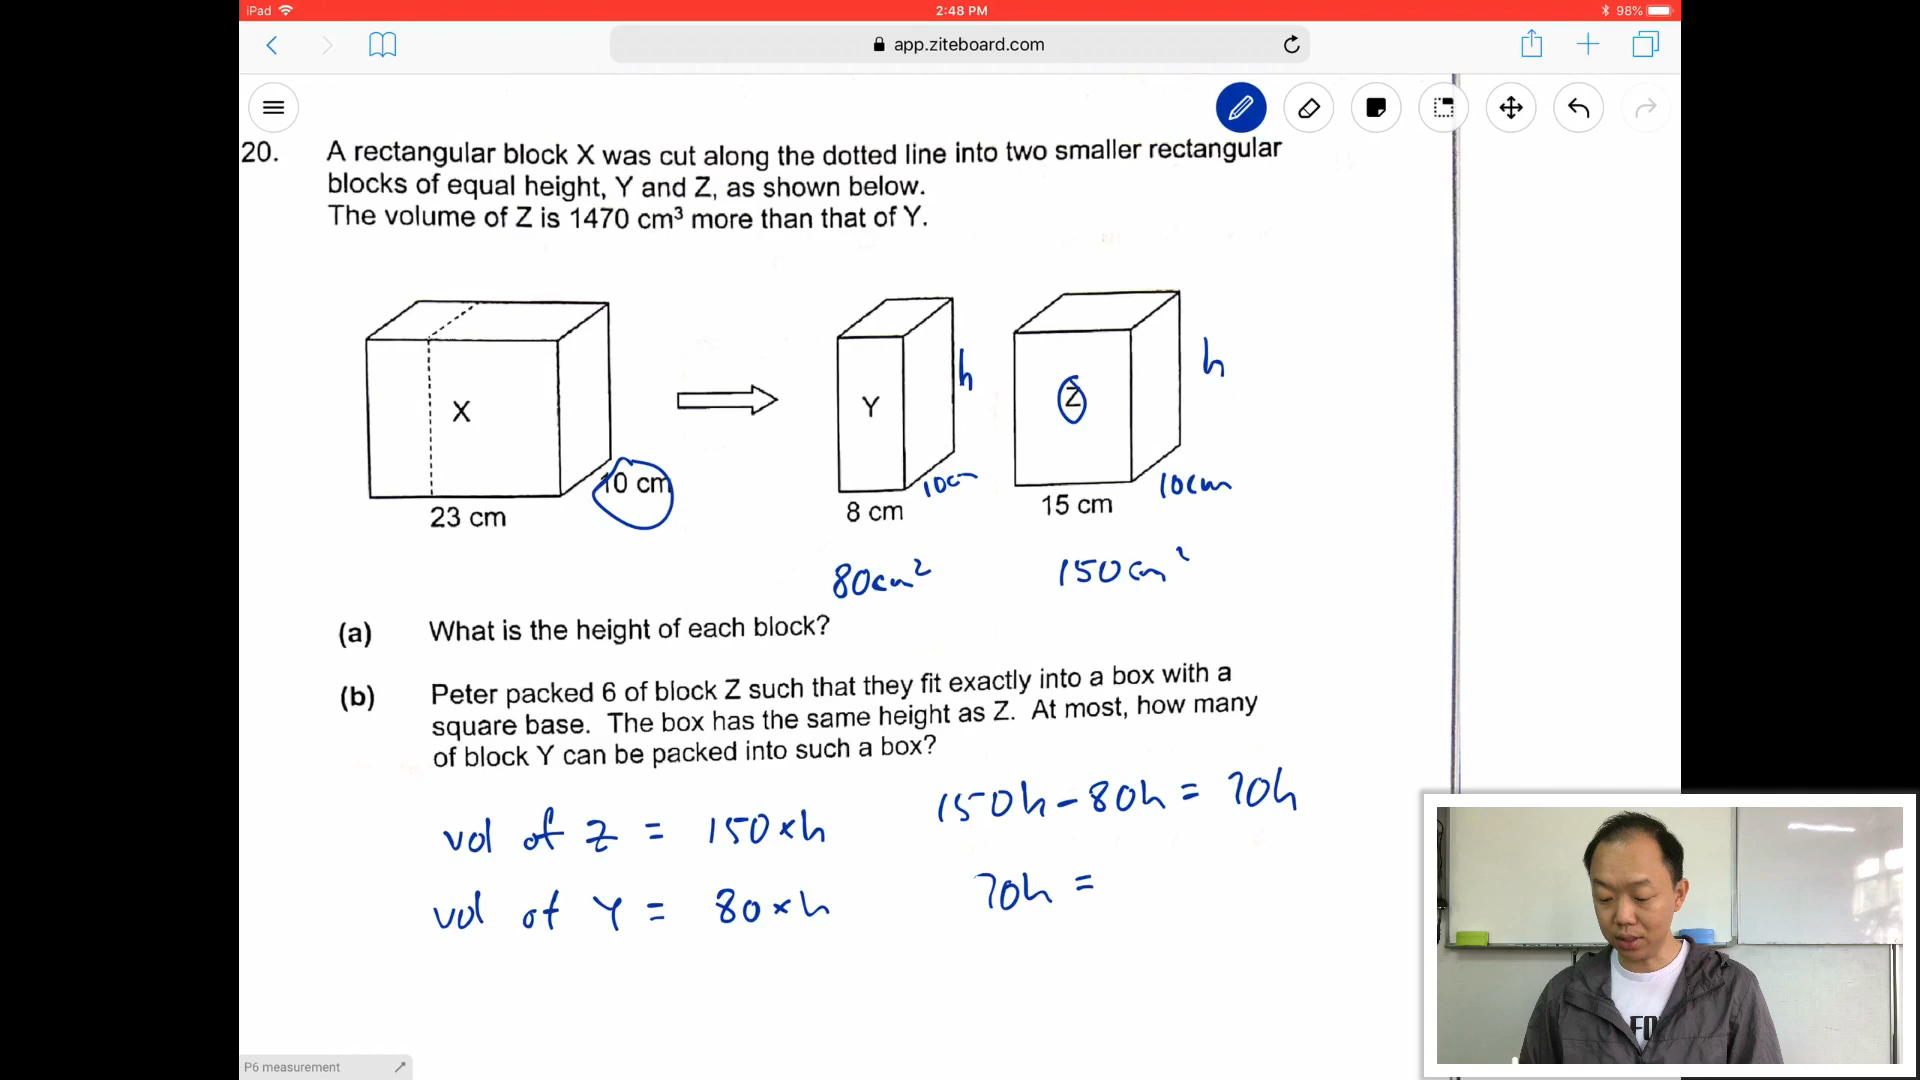 iPad 2:48 PM 98%
app.ziteboard.com
20. A rectangular block X was cut along the dotted line into two smaller rectangular
blocks of equal height, Y and Z, as shown below.
The volume of Z is 1470 cm³ more than that of Y.
X
10 cm
23 cm
Y
h
10cm
8 cm
Z
h
10cm
15 cm
80cm²
150cm²
(a) What is the height of each block?
(b) Peter packed 6 of block Z such that they fit exactly into a box with a
square base. The box has the same height as Z. At most, how many
of block Y can be packed into such a box?
vol of Z = 150×h
vol of Y = 80×h
150h-80h = 70h
70h =
P6 measurement